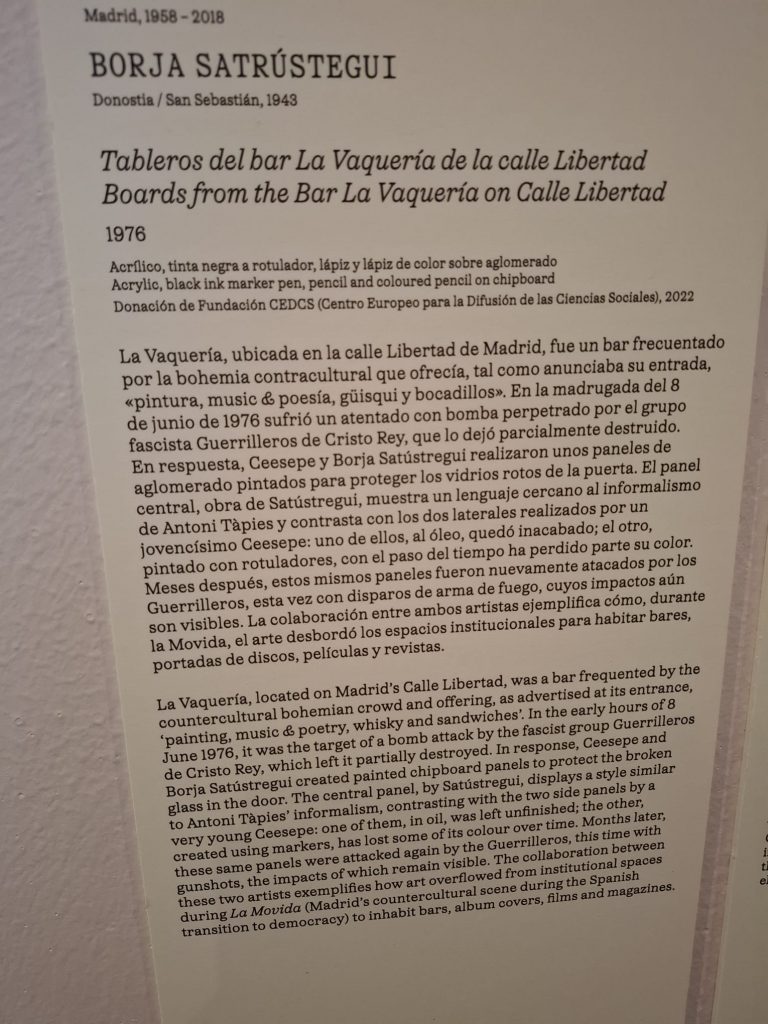 Madrid, 1958 – 2018
BORJA SATRÚSTEGUI
Donostia / San Sebastián, 1943
Tableros del bar La Vaquería de la calle Libertad
Boards from the Bar La Vaquería on Calle Libertad
1976
Acrílico, tinta negra a rotulador, lápiz y lápiz de color sobre aglomerado
Acrylic, black ink marker pen, pencil and coloured pencil on chipboard
Donación de Fundación CEDCS (Centro Europeo para la Difusión de las Ciencias Sociales), 2022
La Vaquería, ubicada en la calle Libertad de Madrid, fue un bar frecuentado
por la bohemia contracultural que ofrecía, tal como anunciaba su entrada,
«pintura, music & poesía, güisqui y bocadillos». En la madrugada del 8
de junio de 1976 sufrió un atentado con bomba perpetrado por el grupo
fascista Guerrilleros de Cristo Rey, que lo dejó parcialmente destruido.
En respuesta, Ceesepe y Borja Satústregui realizaron unos paneles de
aglomerado pintados para proteger los vidrios rotos de la puerta. El panel
central, obra de Satústregui, muestra un lenguaje cercano al informalismo
de Antoni Tàpies y contrasta con los dos laterales realizados por un
jovencísimo Ceesepe: uno de ellos, al óleo, quedó inacabado; el otro,
pintado con rotuladores, con el paso del tiempo ha perdido parte su color.
Meses después, estos mismos paneles fueron nuevamente atacados por los
Guerrilleros, esta vez con disparos de arma de fuego, cuyos impactos aún
son visibles. La colaboración entre ambos artistas ejemplifica cómo, durante
la Movida, el arte desbordó los espacios institucionales para habitar bares,
portadas de discos, películas y revistas.
La Vaquería, located on Madrid's Calle Libertad, was a bar frequented by the
countercultural bohemian crowd and offering, as advertised at its entrance,
'painting, music & poetry, whisky and sandwiches'. In the early hours of 8
June 1976, it was the target of a bomb attack by the fascist group Guerrilleros
de Cristo Rey, which left it partially destroyed. In response, Ceesepe and
Borja Satústregui created painted chipboard panels to protect the broken
glass in the door. The central panel, by Satústregui, displays a style similar
to Antoni Tàpies' informalism, contrasting with the two side panels by a
very young Ceesepe: one of them, in oil, was left unfinished; the other,
created using markers, has lost some of its colour over time. Months later,
these same panels were attacked again by the Guerrilleros, this time with
gunshots, the impacts of which remain visible. The collaboration between
these two artists exemplifies how art overflowed from institutional spaces
during La Movida (Madrid's countercultural scene during the Spanish
transition to democracy) to inhabit bars, album covers, films and magazines.